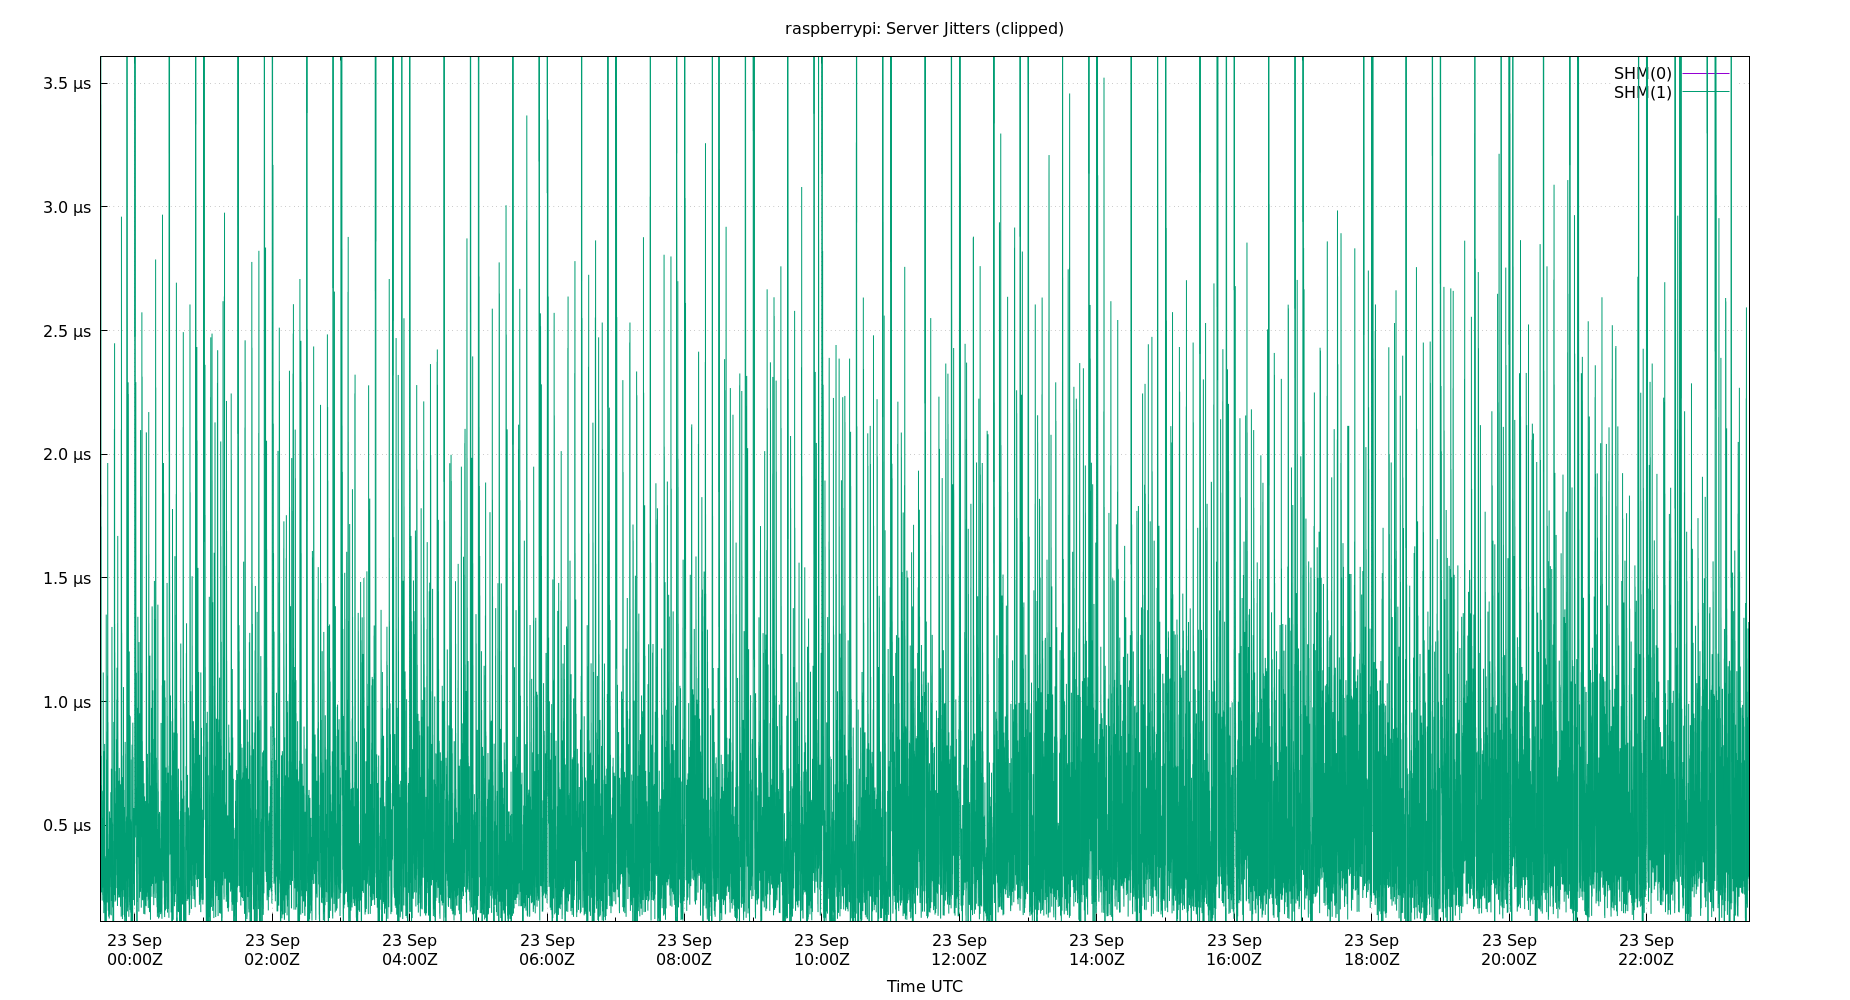 raspberrypi: Server Jitters (clipped)
SHM(0)
SHM(1)
3.5 µs
3.0 µs
2.5 µs
2.0 µs
1.5 µs
1.0 µs
0.5 µs
23 Sep 23 Sep 23 Sep 23 Sep 23 Sep 23 Sep 23 Sep 23 Sep 23 Sep 23 Sep 23 Sep 23 Sep
00:00Z 02:00Z 04:00Z 06:00Z 08:00Z 10:00Z 12:00Z 14:00Z 16:00Z 18:00Z 20:00Z 22:00Z
Time UTC